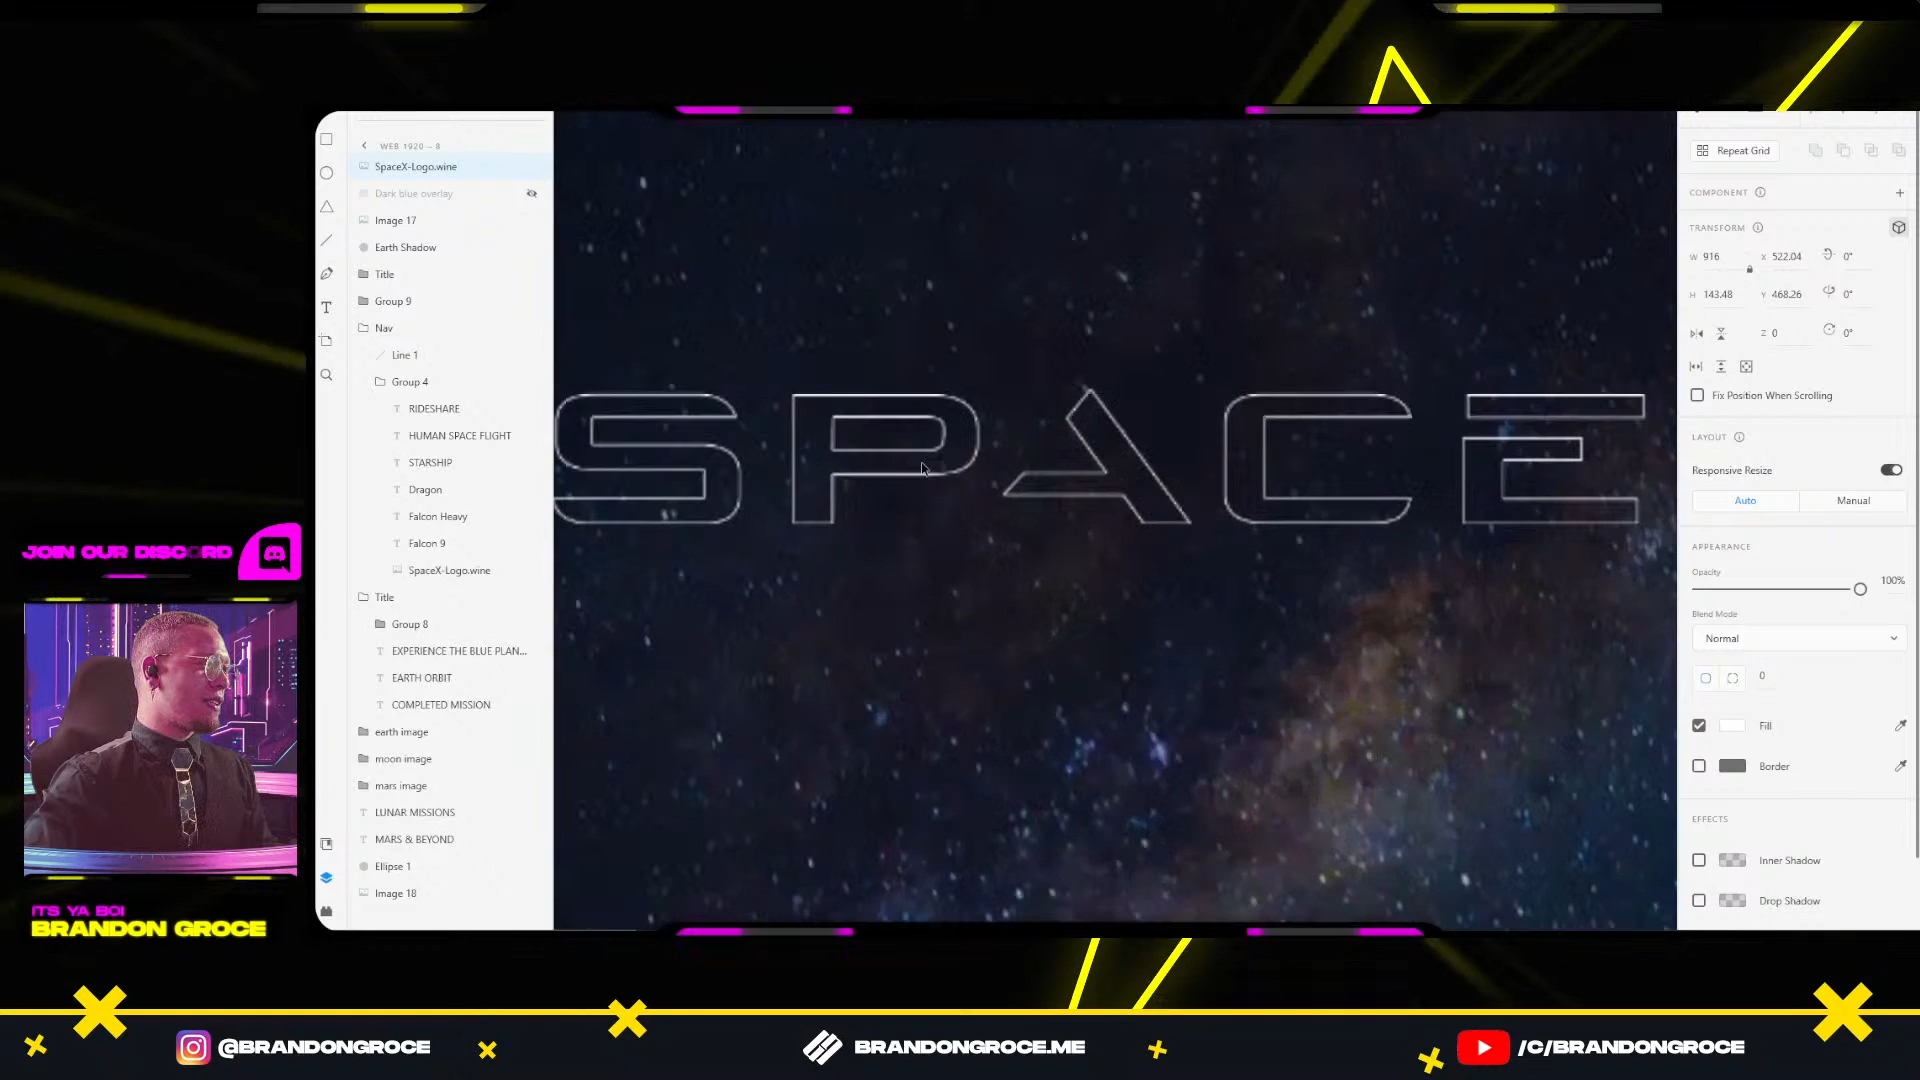 WEB 1920 – 8
SpaceX-Logo.wine
Dark blue overlay
Image 17
Earth Shadow
Title
Group 9
Nav
Line 1
Group 4
RIDESHARE
HUMAN SPACE FLIGHT
STARSHIP
Dragon
Falcon Heavy
Falcon 9
SpaceX-Logo.wine
Title
Group 8
EXPERIENCE THE BLUE PLAN...
EARTH ORBIT
COMPLETED MISSION
earth image
moon image
mars image
LUNAR MISSIONS
MARS & BEYOND
Ellipse 1
Image 18
SPACE
Repeat Grid
COMPONENT
TRANSFORM
W 916 X 522.04 0°
H 143.48 Y 468.26 0°
Z 0 0°
Fix Position When Scrolling
LAYOUT
Responsive Resize
Auto Manual
APPEARANCE
Opacity
100%
Blend Mode
Normal
0
Fill
Border
EFFECTS
Inner Shadow
Drop Shadow
JOIN OUR DISCORD
ITS YA BOI
BRANDON GROCE
@BRANDONGROCE
BRANDONGROCE.ME
/C/BRANDONGROCE